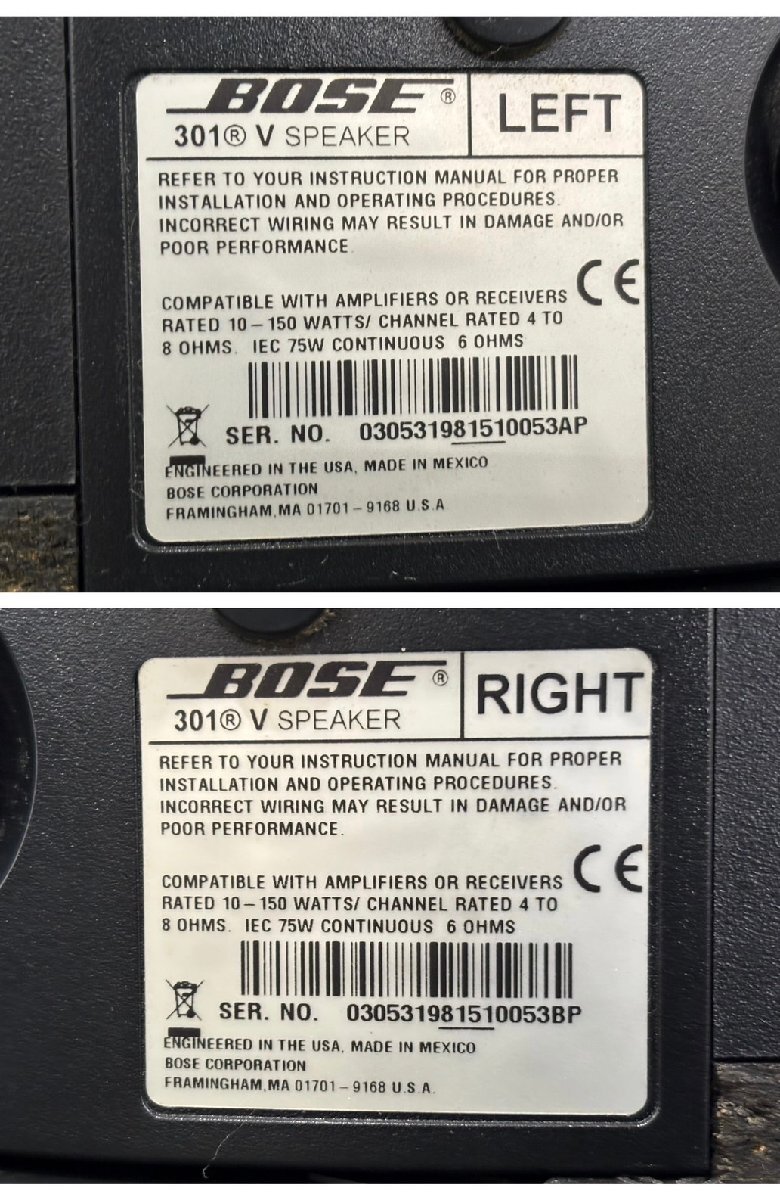 BOSE®
LEFT
301® V SPEAKER
REFER TO YOUR INSTRUCTION MANUAL FOR PROPER
INSTALLATION AND OPERATING PROCEDURES.
INCORRECT WIRING MAY RESULT IN DAMAGE AND/OR
POOR PERFORMANCE.
CE
COMPATIBLE WITH AMPLIFIERS OR RECEIVERS
RATED 10-150 WATTS/ CHANNEL RATED 4 TO
8 OHMS. IEC 75W CONTINUOUS 6 OHMS
SER. NO. 030531981510053AP
ENGINEERED IN THE USA, MADE IN MEXICO
BOSE CORPORATION
FRAMINGHAM,MA 01701-9168 U.S.A
BOSE®
RIGHT
301® V SPEAKER
REFER TO YOUR INSTRUCTION MANUAL FOR PROPER
INSTALLATION AND OPERATING PROCEDURES.
INCORRECT WIRING MAY RESULT IN DAMAGE AND/OR
POOR PERFORMANCE.
CE
COMPATIBLE WITH AMPLIFIERS OR RECEIVERS
RATED 10-150 WATTS/ CHANNEL RATED 4 TO
8 OHMS. IEC 75W CONTINUOUS 6 OHMS
SER. NO. 030531981510053BP
ENGINEERED IN THE USA, MADE IN MEXICO
BOSE CORPORATION
FRAMINGHAM,MA 01701-9168 U.S.A.